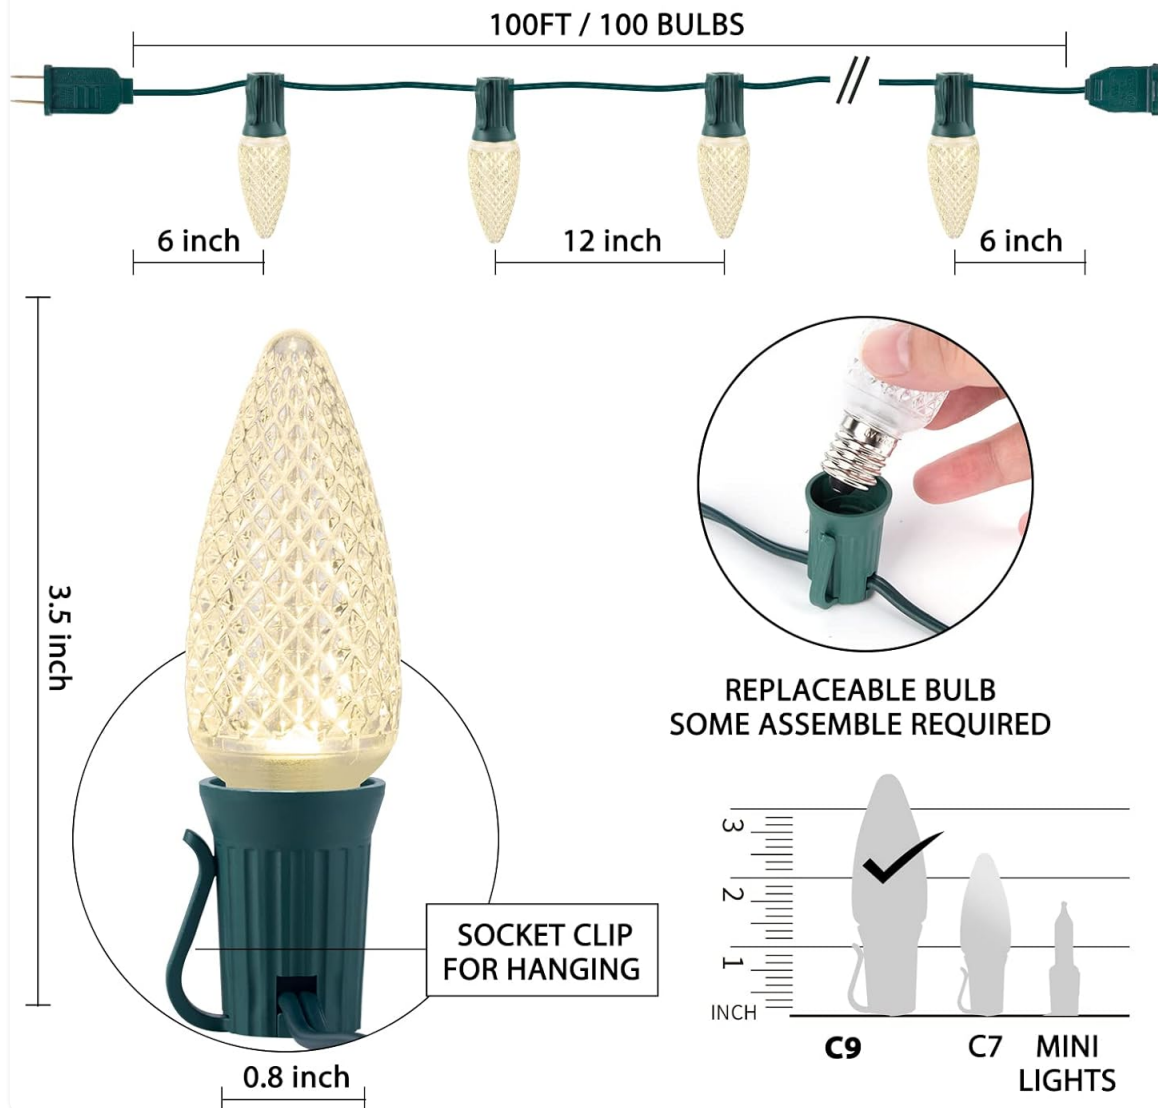 100FT / 100 BULBS
6 inch
12 inch
6 inch
3.5 inch
REPLACEABLE BULB
SOME ASSEMBLE REQUIRED
SOCKET CLIP
FOR HANGING
0.8 inch
3
2
1
INCH
C9
C7
MINI
LIGHTS